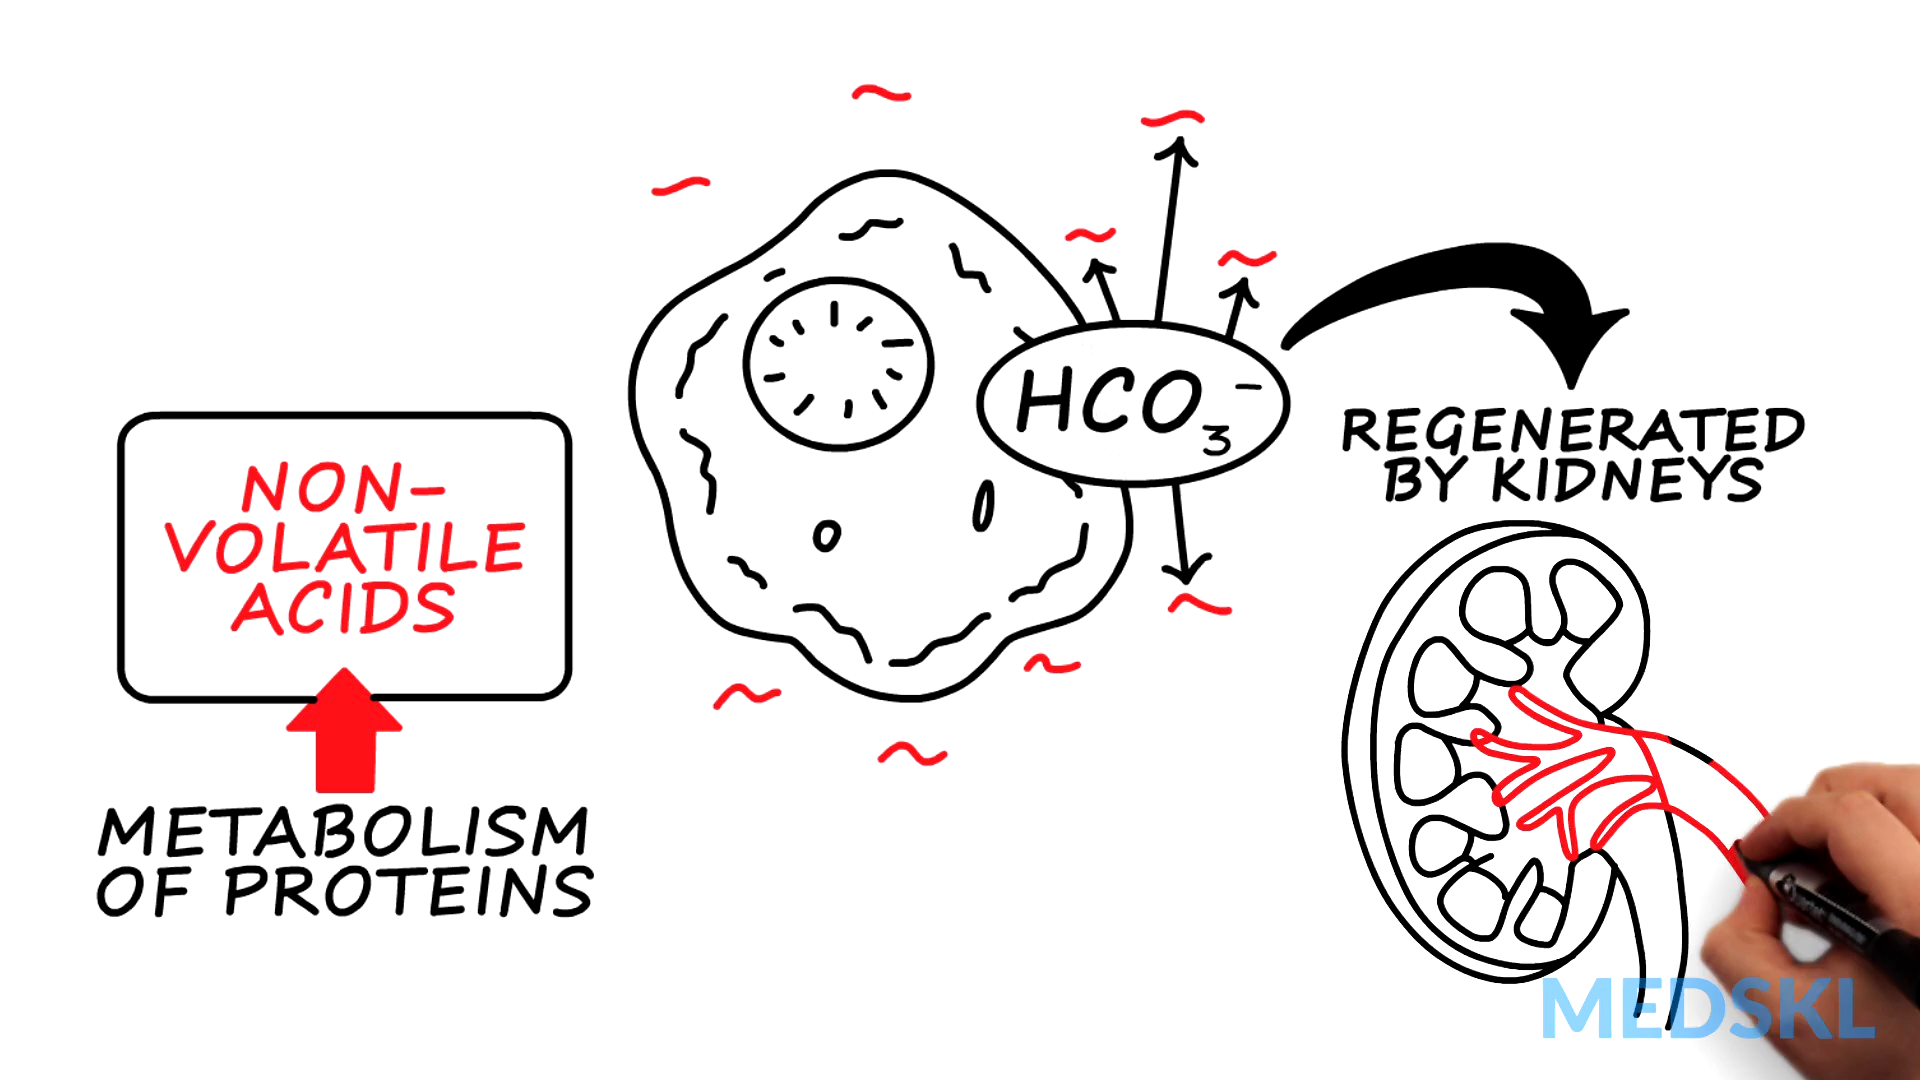 NON-
VOLATILE
ACIDS
METABOLISM
OF PROTEINS
HCO₃⁻
REGENERATED
BY KIDNEYS
MEDSKL